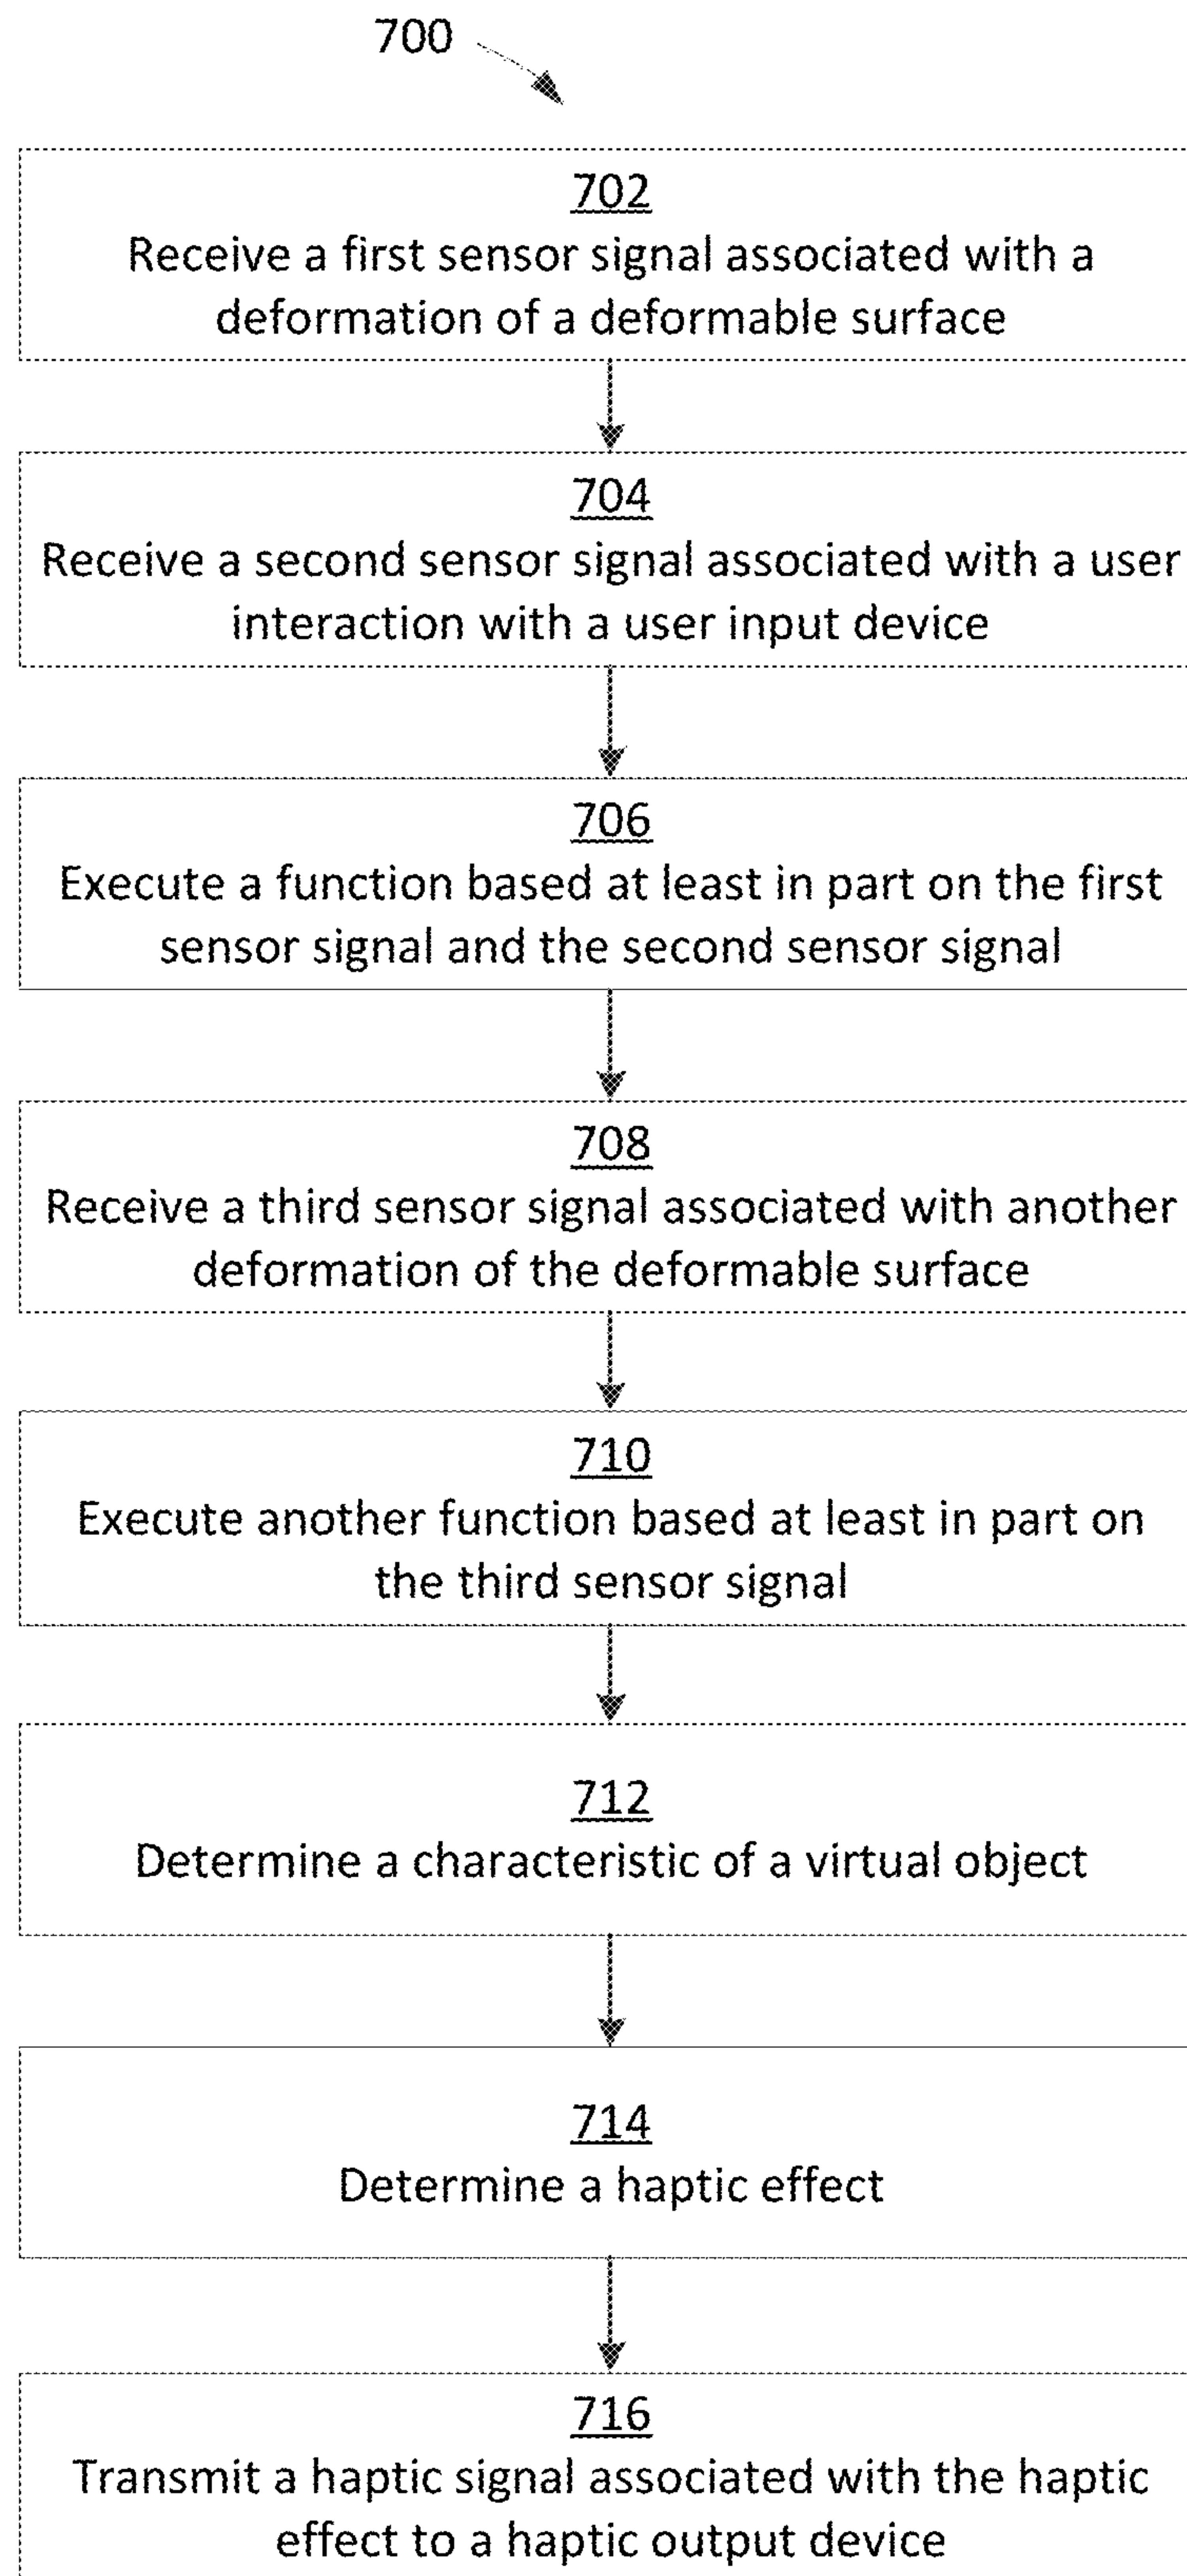 700
702
Receive a first sensor signal associated with a
deformation of a deformable surface
704
Receive a second sensor signal associated with a user
interaction with a user input device
706
Execute a function based at least in part on the first
sensor signal and the second sensor signal
708
Receive a third sensor signal associated with another
deformation of the deformable surface
710
Execute another function based at least in part on
the third sensor signal
712
Determine a characteristic of a virtual object
714
Determine a haptic effect
716
Transmit a haptic signal associated with the haptic
effect to a haptic output device